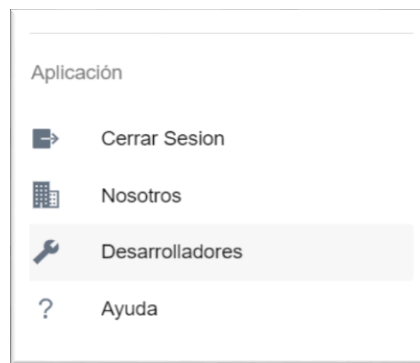 Aplicación
Cerrar Sesion
Nosotros
Desarrolladores
? Ayuda